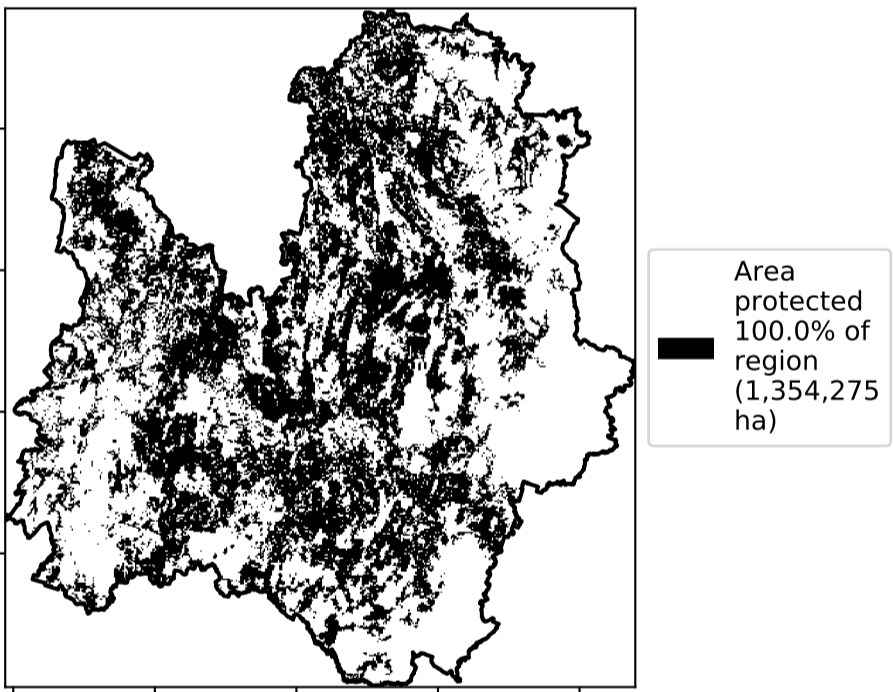 Area
protected
100.0% of
region
(1,354,275
ha)